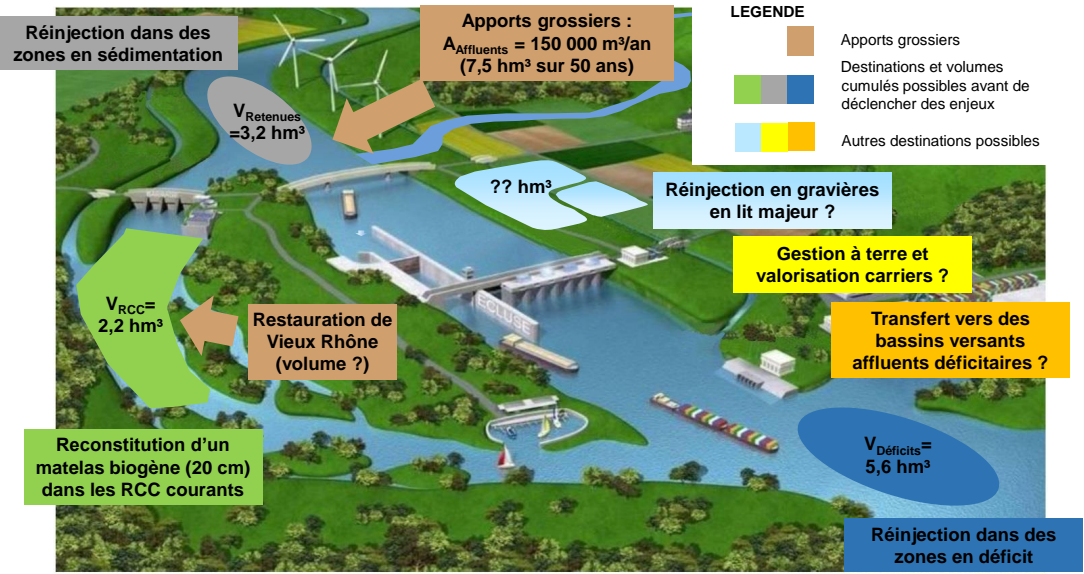 Réinjection dans des
zones en sédimentation
Apports grossiers :
A_Affluents = 150 000 m³/an
(7,5 hm³ sur 50 ans)
LEGENDE
Apports grossiers
Destinations et volumes
cumulés possibles avant de
déclencher des enjeux
Autres destinations possibles
V_Retenues
=3,2 hm³
?? hm³
Réinjection en gravières
en lit majeur ?
Gestion à terre et
valorisation carriers ?
V_RCC=
2,2 hm³
Restauration de
Vieux Rhône
(volume ?)
ECLUSE
Transfert vers des
bassins versants
affluents déficitaires ?
Reconstitution d'un
matelas biogène (20 cm)
dans les RCC courants
V_Déficits=
5,6 hm³
Réinjection dans des
zones en déficit